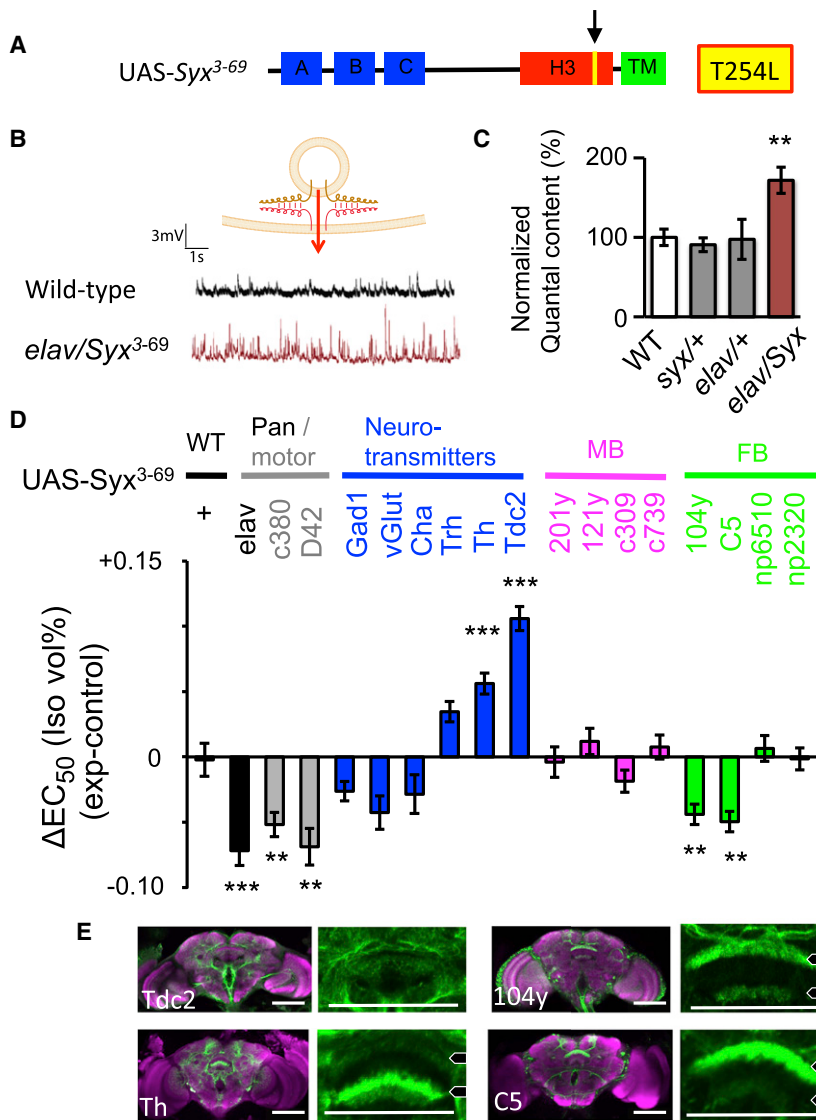 A
UAS-Syx3-69
A B C H3 TM
T254L
B
3mV
1s
Wild-type
elav/Syx3-69
C
Normalized
Quantal content (%)
200
100
0
**
WT
syx/+
elav/+
elav/Syx
D
UAS-Syx3-69
WT
Pan /
motor
Neuro-
transmitters
MB
FB
+
elav
c380
D42
Gad1
vGlut
Cha
Trh
Th
Tdc2
201y
121y
c309
c739
104y
C5
np6510
np2320
ΔEC50 (Iso vol%)
(exp-control)
+0.15
0
-0.10
***
**
**
***
***
**
**
E
Tdc2
104y
Th
C5